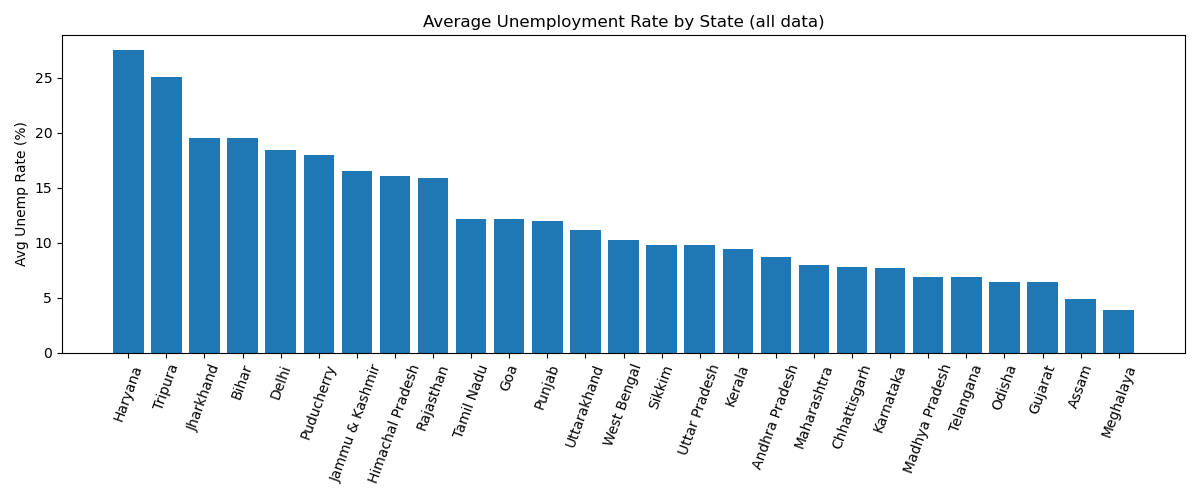 Average Unemployment Rate by State (all data)
Avg Unemp Rate (%)
25
20
15
10
5
0
Haryana
Tripura
Jharkhand
Bihar
Delhi
Puducherry
Jammu & Kashmir
Himachal Pradesh
Rajasthan
Tamil Nadu
Goa
Punjab
Uttarakhand
West Bengal
Sikkim
Uttar Pradesh
Kerala
Andhra Pradesh
Maharashtra
Chhattisgarh
Karnataka
Madhya Pradesh
Telangana
Odisha
Gujarat
Assam
Meghalaya